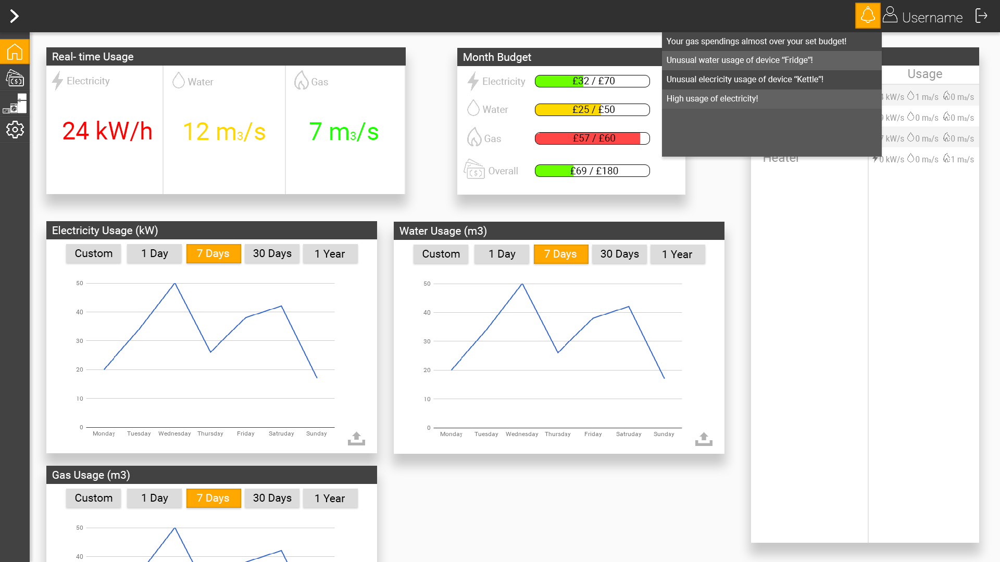 Username
Your gas spendings almost over your set budget!
Unusual water usage of device “Fridge”!
Unusual elecricity usage of device “Kettle”!
High usage of electricity!
Real- time Usage
Electricity
Water
Gas
24 kW/h
12 m3/s
7 m3/s
Month Budget
Electricity £32 / £70
Water £25 / £50
Gas £57 / £60
Overall £69 / £180
Usage
kW/s 1 m3/s 0 m3/s
kW/s 0 m3/s 0 m3/s
kW/s 0 m3/s 0 m3/s
Heater 0 kW/s 0 m3/s 1 m3/s
Electricity Usage (kW)
Custom 1 Day 7 Days 30 Days 1 Year
50
40
30
20
10
0
Monday Tuesday Wednesday Thursday Friday Satruday Sunday
Water Usage (m3)
Custom 1 Day 7 Days 30 Days 1 Year
50
40
30
20
10
0
Monday Tuesday Wednesday Thursday Friday Satruday Sunday
Gas Usage (m3)
Custom 1 Day 7 Days 30 Days 1 Year
50
40